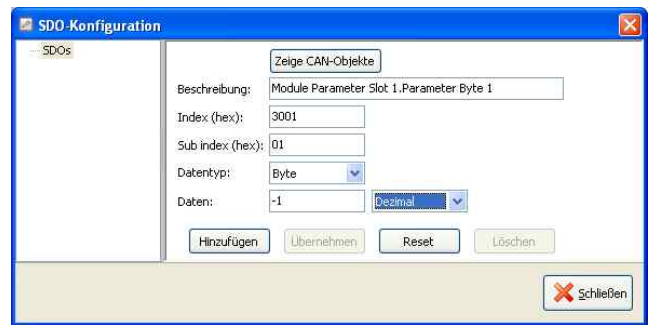 SDO-Konfiguration
SDOs
Zeige CAN-Objekte
Beschreibung: Module Parameter Slot 1.Parameter Byte 1
Index (hex): 3001
Sub index (hex): 01
Datentyp: Byte
Daten: -1 Dezimal
Hinzufügen Übernehmen Reset Löschen
Schließen